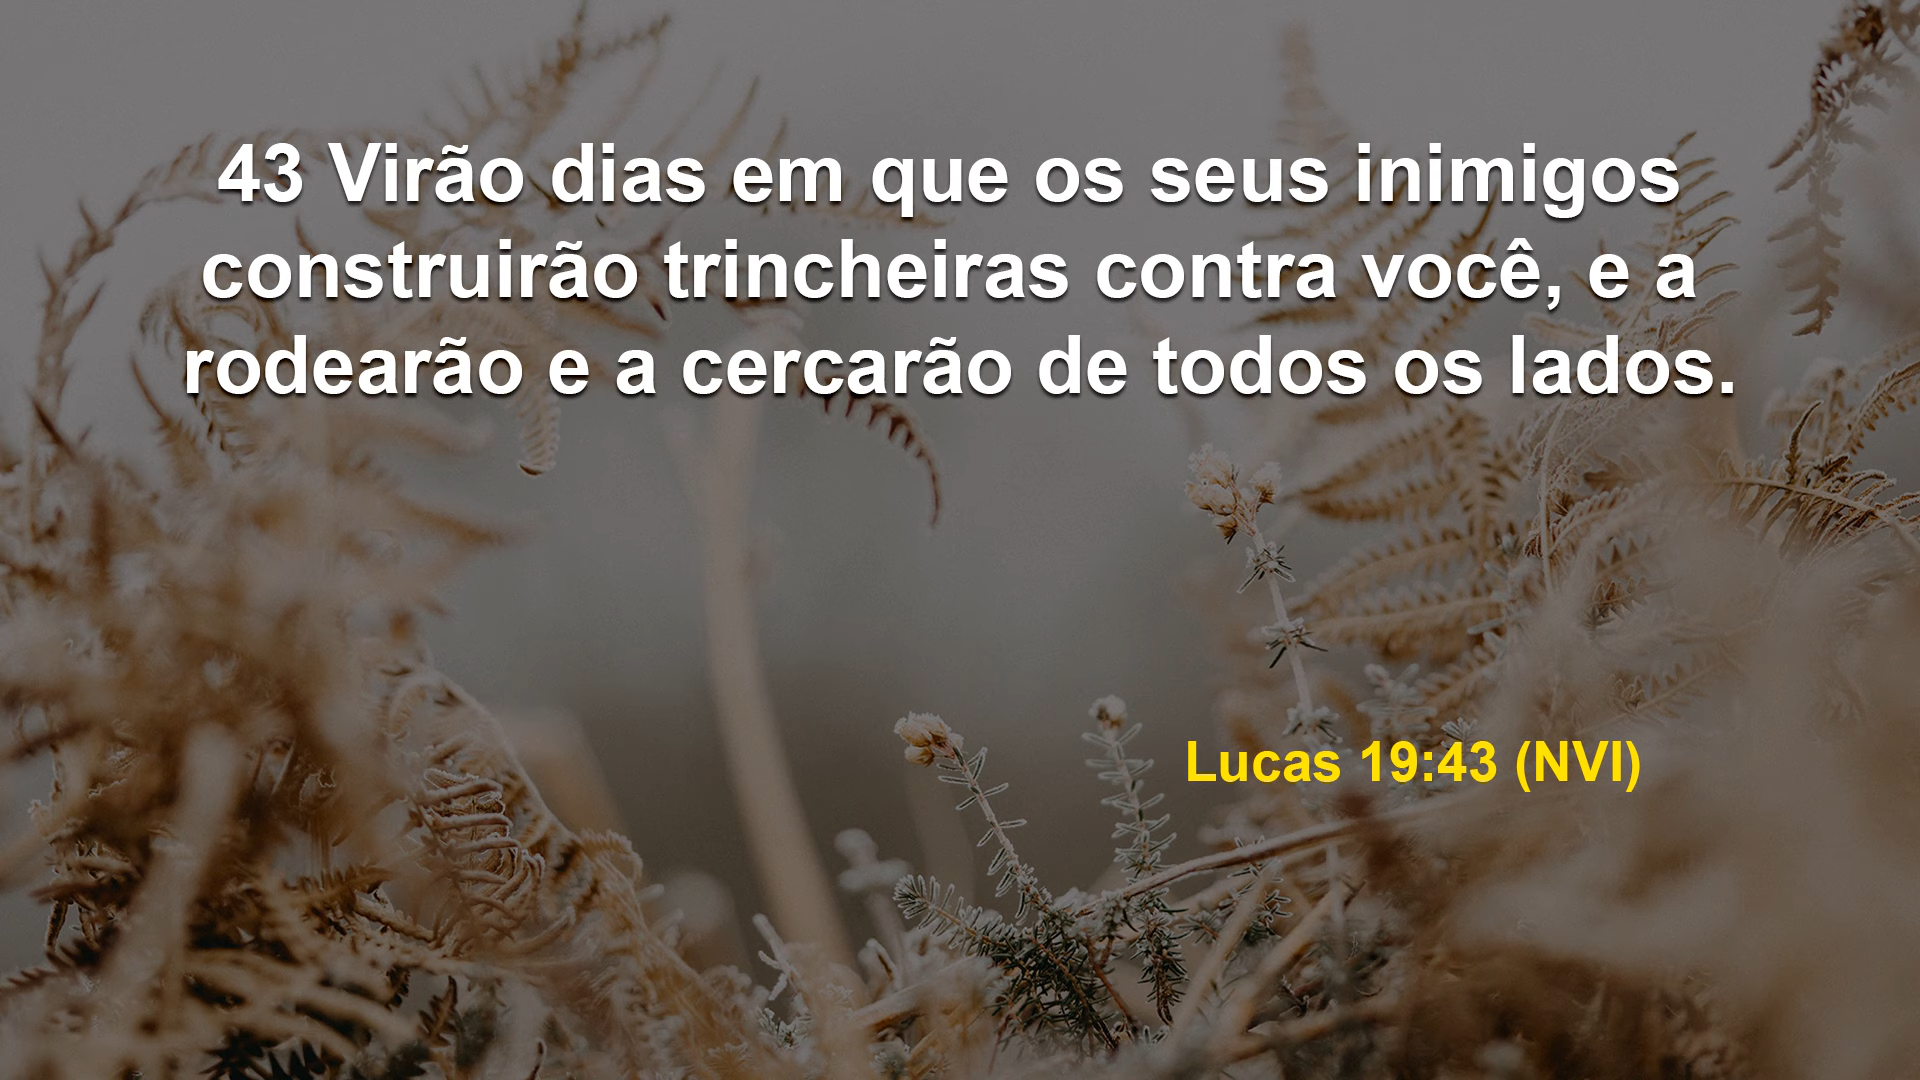 43 Virão dias em que os seus inimigos
construirão trincheiras contra você, e a
rodearão e a cercarão de todos os lados.
Lucas 19:43 (NVI)